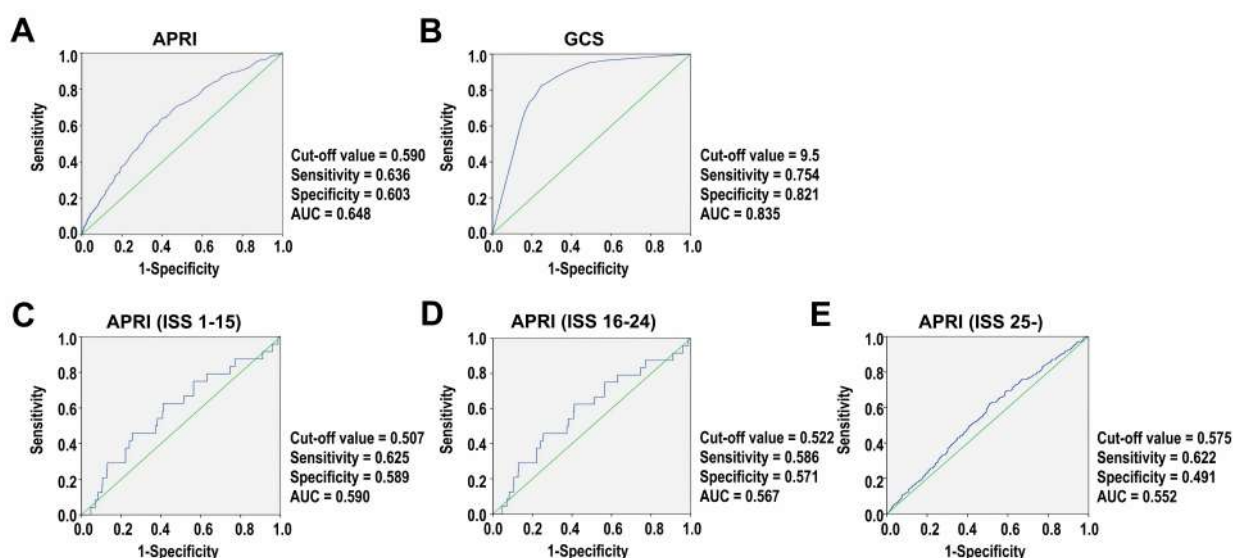 A
APRI
1.0
0.8
0.6
0.4
0.2
0.0
0.0 0.2 0.4 0.6 0.8 1.0
Sensitivity
1-Specificity
Cut-off value = 0.590
Sensitivity = 0.636
Specificity = 0.603
AUC = 0.648
B
GCS
1.0
0.8
0.6
0.4
0.2
0.0
0.0 0.2 0.4 0.6 0.8 1.0
Sensitivity
1-Specificity
Cut-off value = 9.5
Sensitivity = 0.754
Specificity = 0.821
AUC = 0.835
C
APRI (ISS 1-15)
1.0
0.8
0.6
0.4
0.2
0.0
0.0 0.2 0.4 0.6 0.8 1.0
Sensitivity
1-Specificity
Cut-off value = 0.507
Sensitivity = 0.625
Specificity = 0.589
AUC = 0.590
D
APRI (ISS 16-24)
1.0
0.8
0.6
0.4
0.2
0.0
0.0 0.2 0.4 0.6 0.8 1.0
Sensitivity
1-Specificity
Cut-off value = 0.522
Sensitivity = 0.586
Specificity = 0.571
AUC = 0.567
E
APRI (ISS 25-)
1.0
0.8
0.6
0.4
0.2
0.0
0.0 0.2 0.4 0.6 0.8 1.0
Sensitivity
1-Specificity
Cut-off value = 0.575
Sensitivity = 0.622
Specificity = 0.491
AUC = 0.552